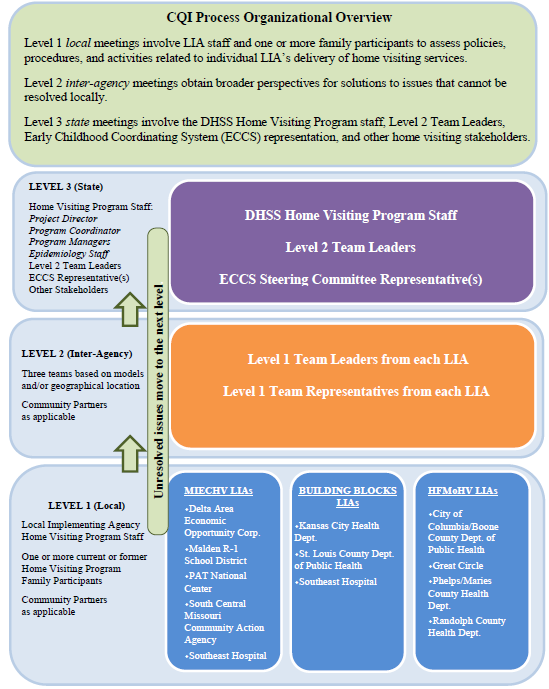 CQI Process Organizational Overview
Level 1 local meetings involve LIA staff and one or more family participants to assess policies,
procedures, and activities related to individual LIA's delivery of home visiting services.
Level 2 inter-agency meetings obtain broader perspectives for solutions to issues that cannot be
resolved locally.
Level 3 state meetings involve the DHSS Home Visiting Program staff, Level 2 Team Leaders,
Early Childhood Coordinating System (ECCS) representation, and other home visiting stakeholders.
LEVEL 3 (State)
Home Visiting Program Staff:
Project Director
Program Coordinator
Program Managers
Epidemiology Staff
Level 2 Team Leaders
ECCS Representative(s)
Other Stakeholders
DHSS Home Visiting Program Staff
Level 2 Team Leaders
ECCS Steering Committee Representative(s)
Unresolved issues move to the next level
LEVEL 2 (Inter-Agency)
Three teams based on models
and/or geographical location
Community Partners
as applicable
Level 1 Team Leaders from each LIA
Level 1 Team Representatives from each LIA
LEVEL 1 (Local)
Local Implementing Agency
Home Visiting Program Staff
One or more current or former
Home Visiting Program
Family Participants
Community Partners
as applicable
MIECHV LIAs
•Delta Area
Economic
Opportunity Corp.
•Malden R-1
School District
•PAT National
Center
•South Central
Missouri
Community Action
Agency
•Southeast Hospital
BUILDING BLOCKS
LIAs
•Kansas City Health
Dept.
•St. Louis County Dept.
of Public Health
•Southeast Hospital
HFMoHV LIAs
•City of
Columbia/Boone
County Dept. of
Public Health
•Great Circle
•Phelps/Maries
County Health
Dept.
•Randolph County
Health Dept.